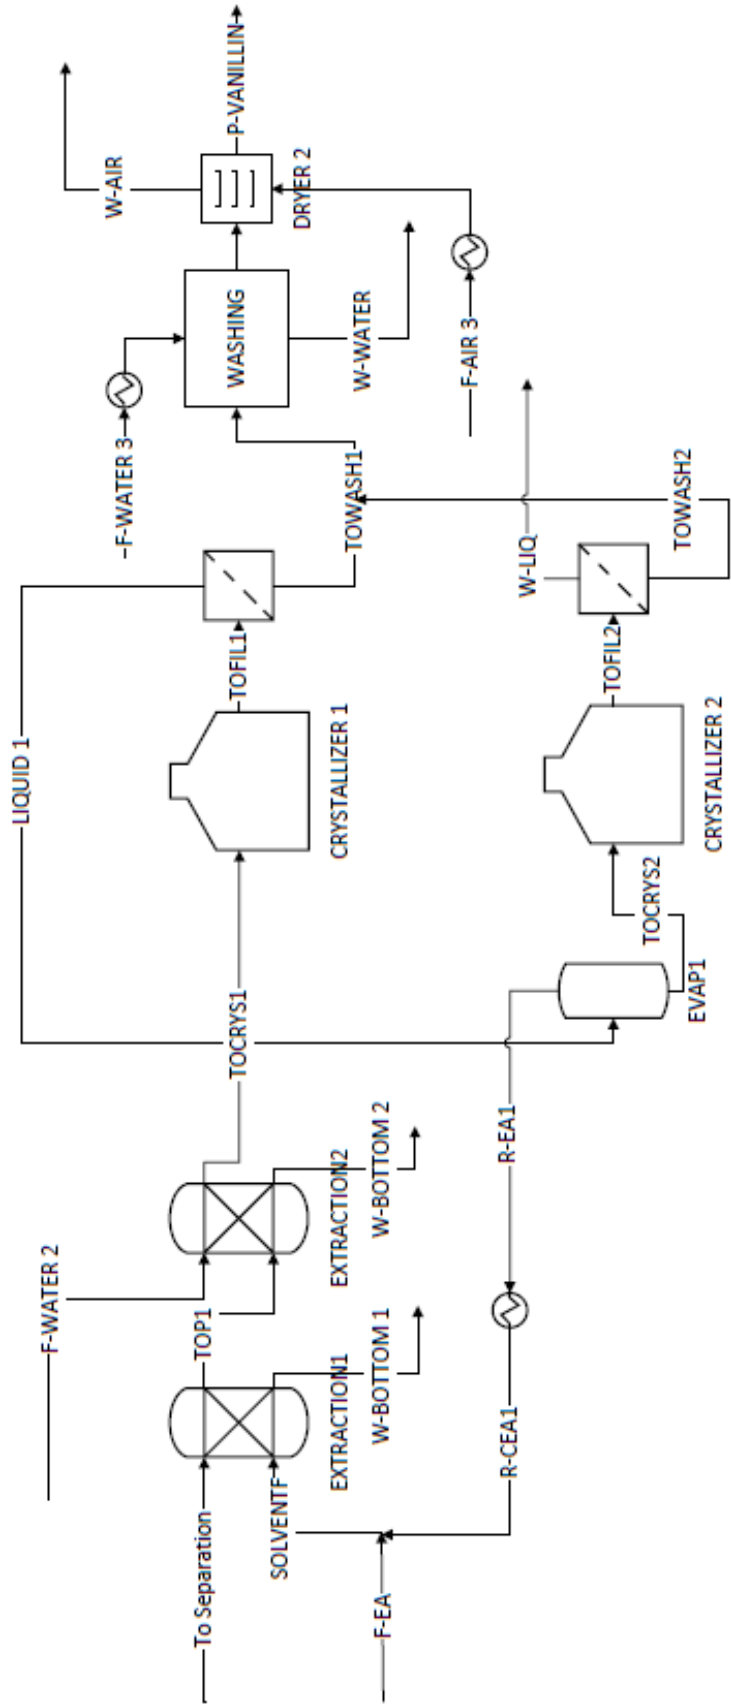 F-WATER 2
To Separation
TOP1
SOLVENTF
EXTRACTION1
W-BOTTOM 1
F-EA
R-CEA1
EXTRACTION2
W-BOTTOM 2
R-EA1
TOCRYS1
LIQUID 1
EVAP1
TOCRYS2
CRYSTALLIZER 1
CRYSTALLIZER 2
TOFIL1
TOFIL2
W-LIQ
TOWASH1
TOWASH2
F-WATER 3
WASHING
W-WATER
F-AIR 3
W-AIR
DRYER 2
P-VANILLIN